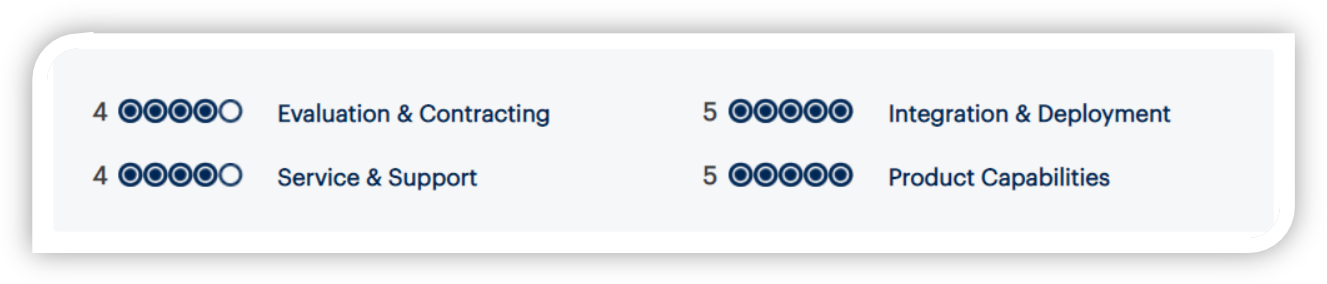 4 Evaluation & Contracting
5 Integration & Deployment
4 Service & Support
5 Product Capabilities